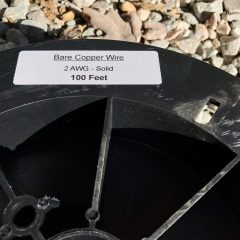 Bare Copper Wire
2 AWG - Solid
100 Feet